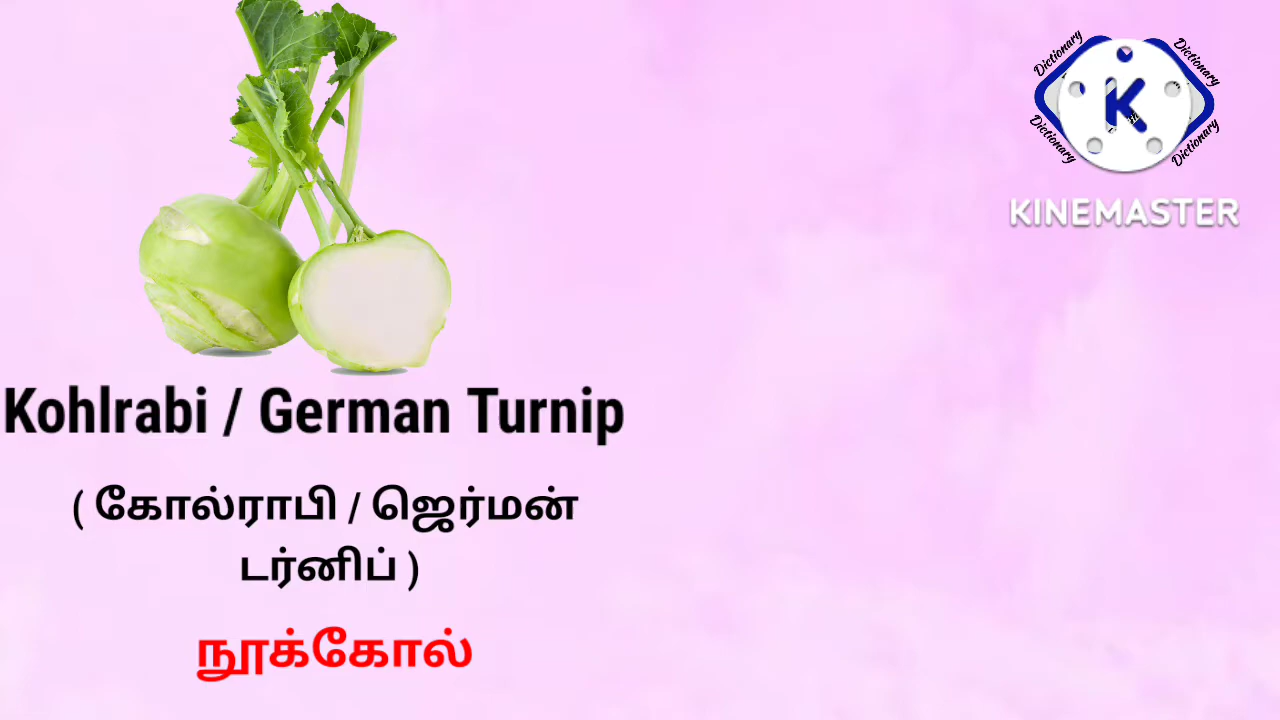 Dictionary
Dictionary
K
Dictionary
Dictionary
KINEMASTER
Kohlrabi / German Turnip
( கோல்ராபி / ஜெர்மன்
டர்னிப் )
நூக்கோல்